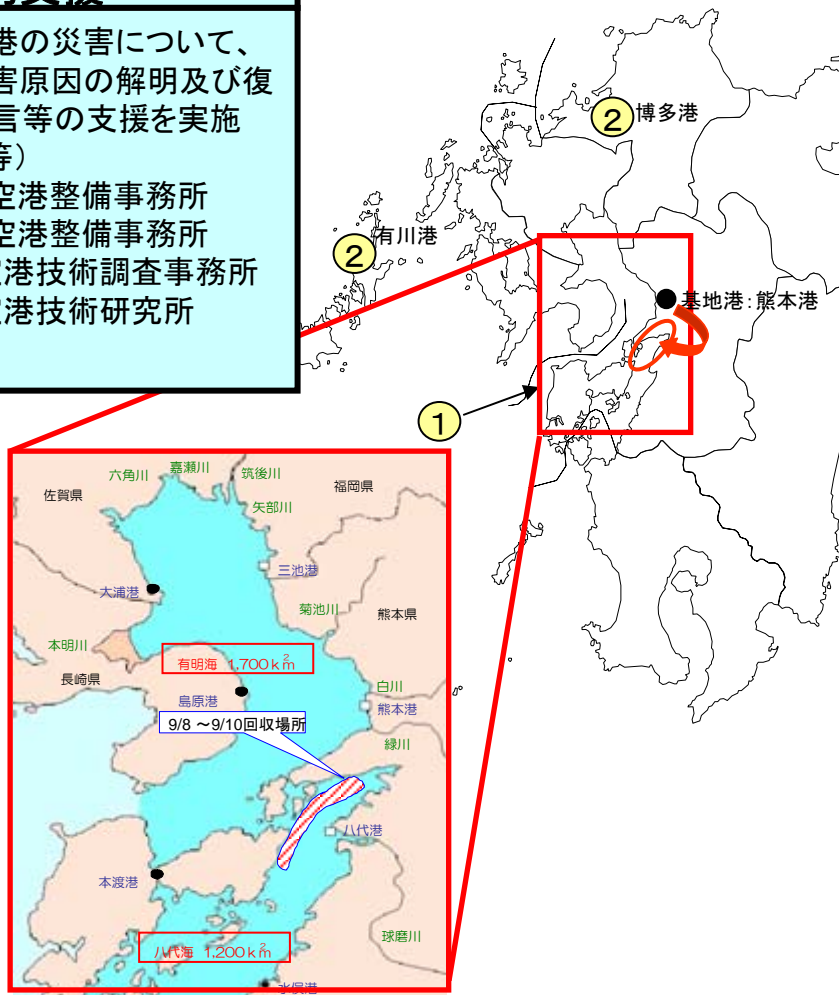 港の災害について、
害原因の解明及び復
言等の支援を実施
等)
空港整備事務所
空港整備事務所
空港技術調査事務所
空港技術研究所
② 博多港
② 有川港
基地港:熊本港
①
六角川
嘉瀬川
筑後川
佐賀県
福岡県
矢部川
三池港
大浦港
菊池川
熊本県
本明川
有明海 1,700k㎡
長崎県
白川
島原港
熊本港
9/8 ~9/10回収場所
緑川
八代港
本渡港
球磨川
八代海 1,200k㎡
水俣港